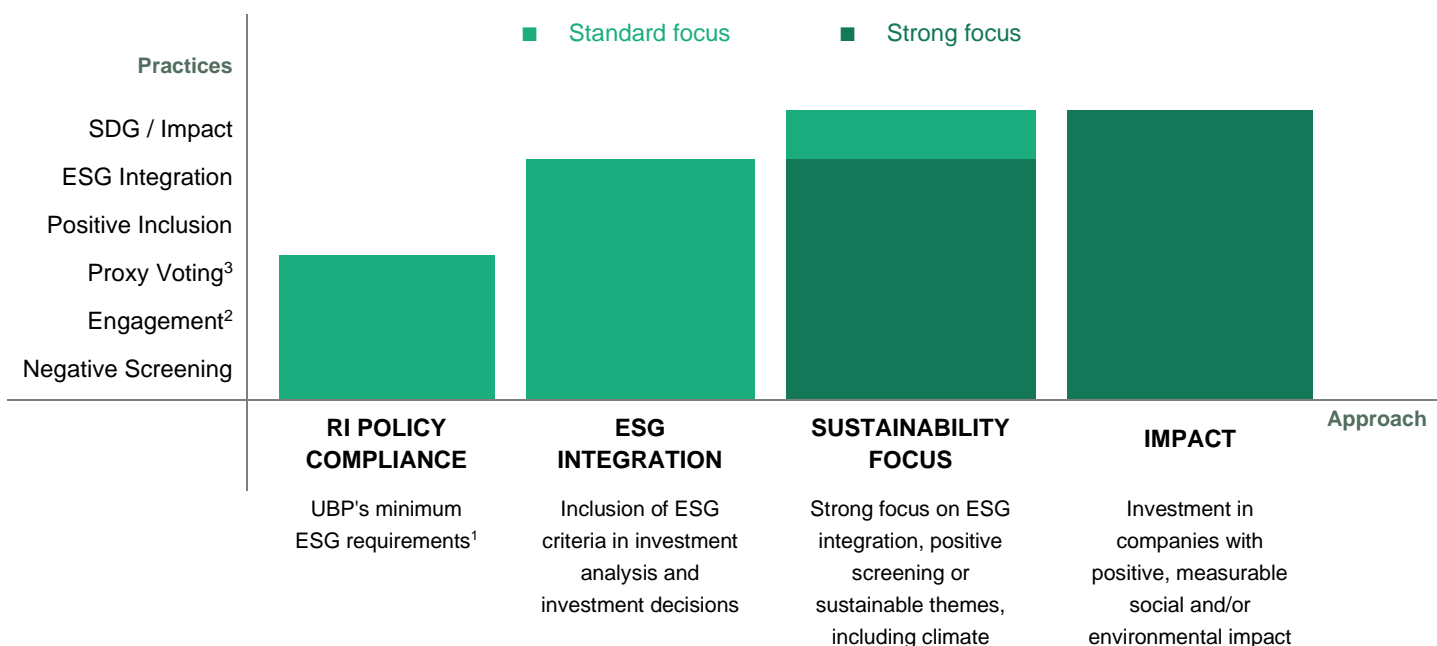 Standard focus
Strong focus
Practices
SDG / Impact
ESG Integration
Positive Inclusion
Proxy Voting³
Engagement²
Negative Screening
Approach
RI POLICY
COMPLIANCE
UBP's minimum
ESG requirements¹
ESG
INTEGRATION
Inclusion of ESG
criteria in investment
analysis and
investment decisions
SUSTAINABILITY
FOCUS
Strong focus on ESG
integration, positive
screening or
sustainable themes,
including climate
IMPACT
Investment in
companies with
positive, measurable
social and/or
environmental impact